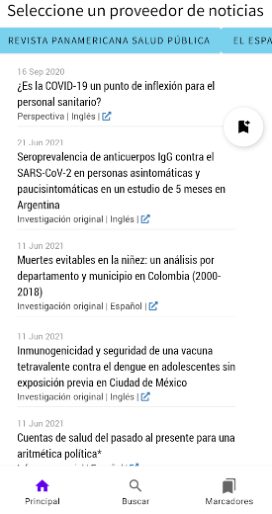 Seleccione un proveedor de noticias
REVISTA PANAMERICANA SALUD PÚBLICA
EL ESPA
16 Sep 2020
¿Es la COVID-19 un punto de inflexión para el
personal sanitario?
Perspectiva | Inglés |
21 Jun 2021
Seroprevalencia de anticuerpos IgG contra el
SARS-CoV-2 en personas asintomáticas y
paucisintomáticas en un estudio de 5 meses en
Argentina
Investigación original | Inglés |
11 Jun 2021
Muertes evitables en la niñez: un análisis por
departamento y municipio en Colombia (2000-
2018)
Investigación original | Español |
11 Jun 2021
Inmunogenicidad y seguridad de una vacuna
tetravalente contra el dengue en adolescentes sin
exposición previa en Ciudad de México
Investigación original | Inglés |
11 Jun 2021
Cuentas de salud del pasado al presente para una
aritmética política*
Principal
Buscar
Marcadores